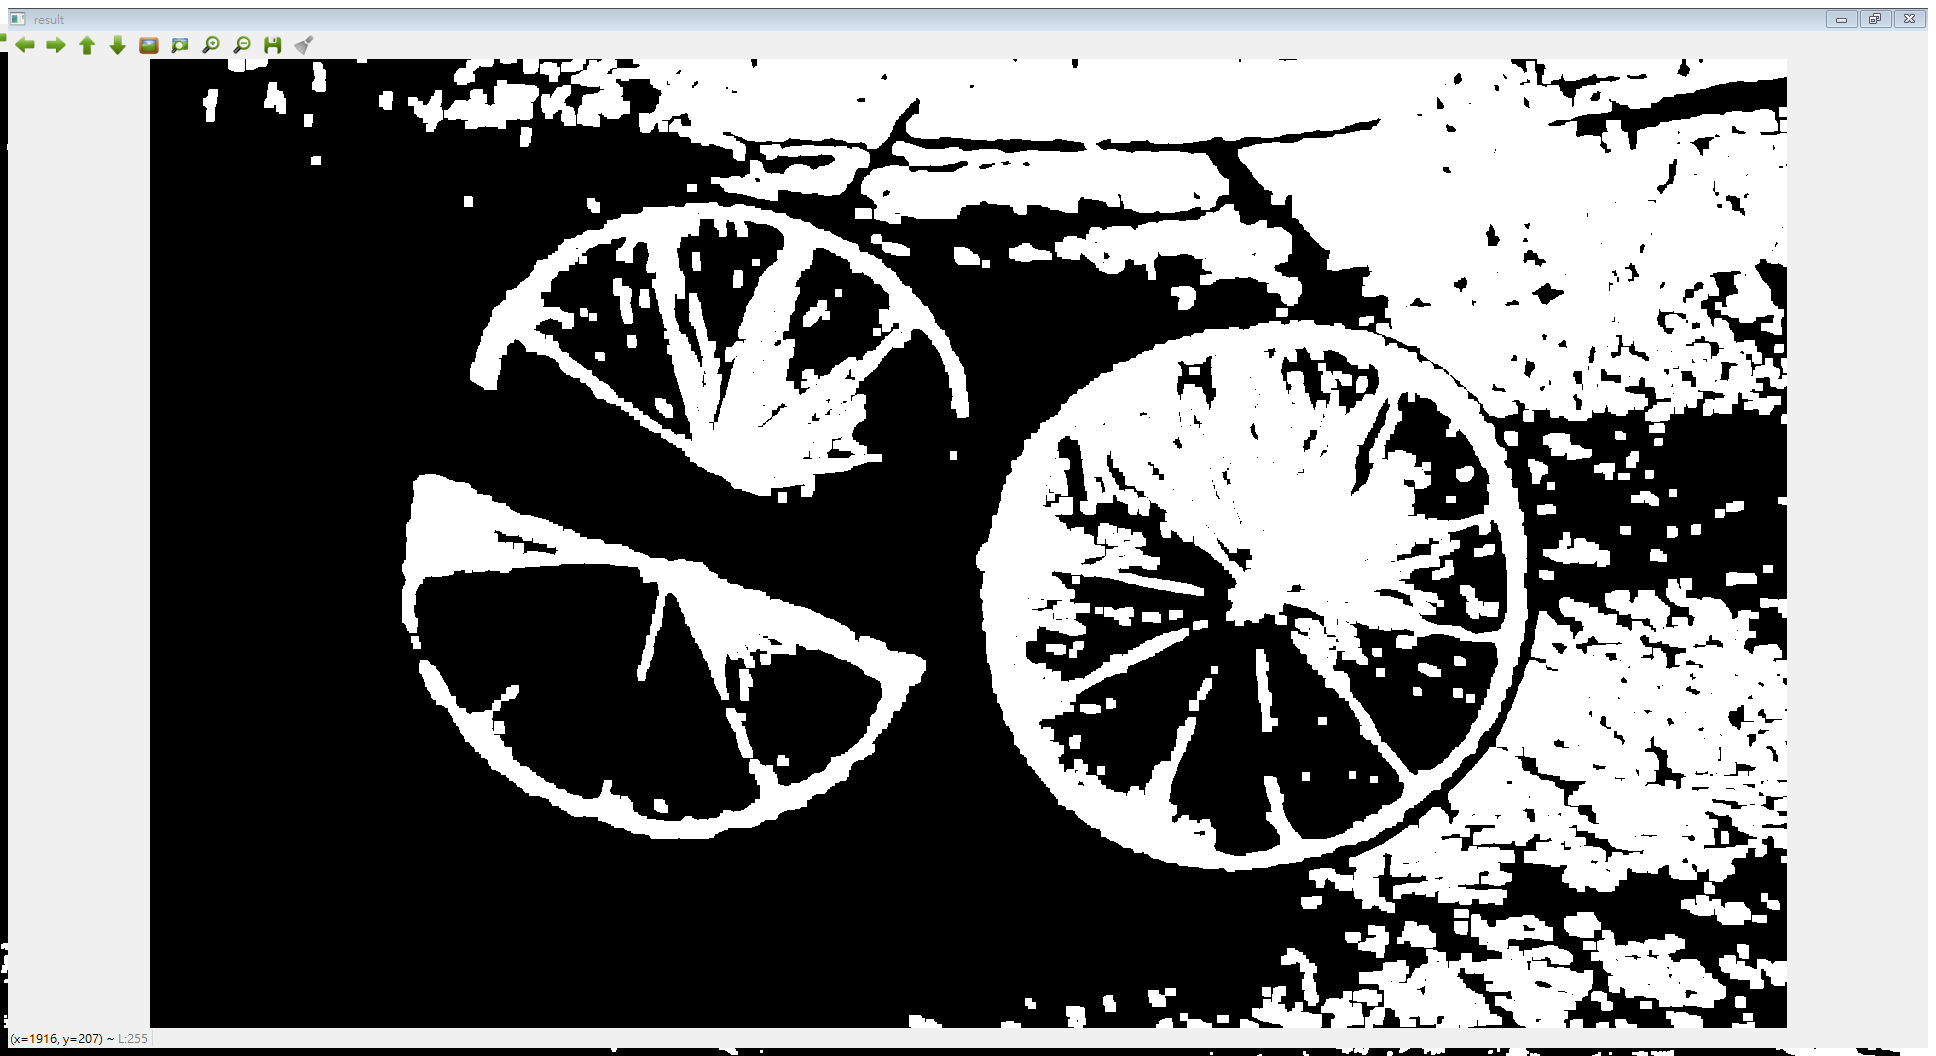 result
(x=1916, y=207) ~ L:255